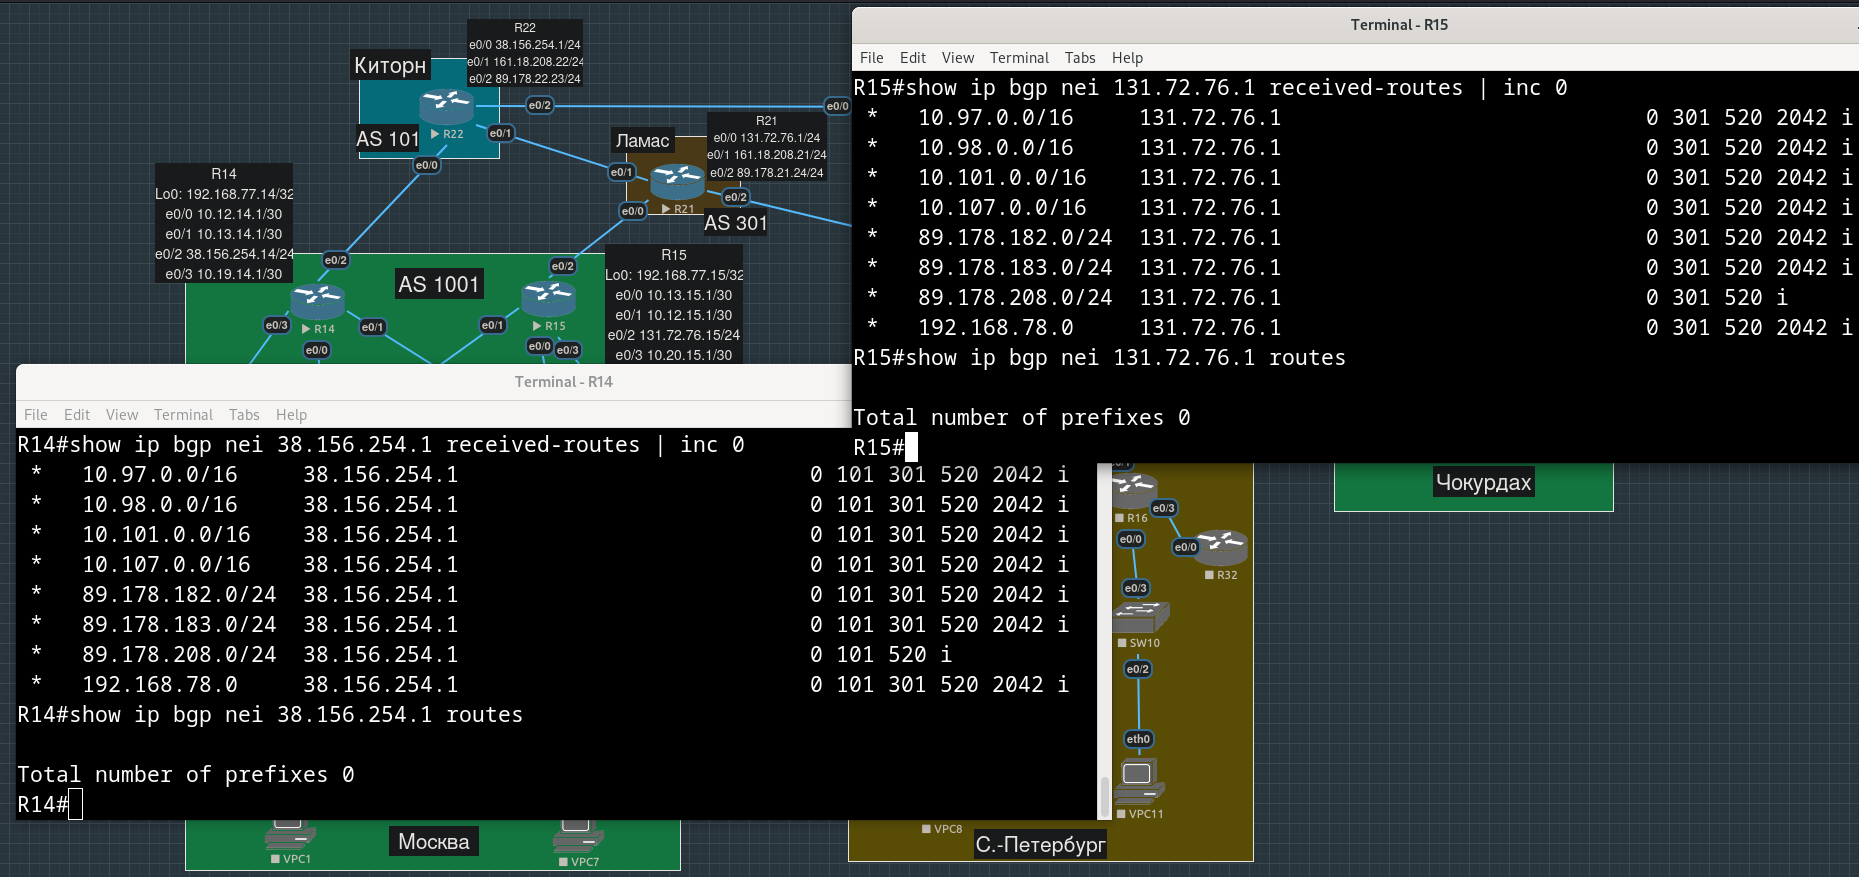 R22
e0/0 38.156.254.1/24
e0/1 161.18.208.22/24
e0/2 89.178.22.23/24
Киторн
R22
AS 101
e0/2
e0/0
e0/1
e0/0
R21
e0/0 131.72.76.1/24
e0/1 161.18.208.21/24
e0/2 89.178.21.24/24
Ламас
e0/1
R21
e0/2
e0/0
AS 301
R14
Lo0: 192.168.77.14/32
e0/0 10.12.14.1/30
e0/1 10.13.14.1/30
e0/2 38.156.254.14/24
e0/3 10.19.14.1/30
e0/2
AS 1001
e0/2
R15
Lo0: 192.168.77.15/32
e0/0 10.13.15.1/30
e0/1 10.12.15.1/30
e0/2 131.72.76.15/24
e0/3 10.20.15.1/30
e0/3
R14
e0/1
e0/0
e0/1
R15
e0/0
e0/3
Terminal - R15
File Edit View Terminal Tabs Help
R15#show ip bgp nei 131.72.76.1 received-routes | inc 0
* 10.97.0.0/16 131.72.76.1 0 301 520 2042 i
* 10.98.0.0/16 131.72.76.1 0 301 520 2042 i
* 10.101.0.0/16 131.72.76.1 0 301 520 2042 i
* 10.107.0.0/16 131.72.76.1 0 301 520 2042 i
* 89.178.182.0/24 131.72.76.1 0 301 520 2042 i
* 89.178.183.0/24 131.72.76.1 0 301 520 2042 i
* 89.178.208.0/24 131.72.76.1 0 301 520 i
* 192.168.78.0 131.72.76.1 0 301 520 2042 i
R15#show ip bgp nei 131.72.76.1 routes
Total number of prefixes 0
R15#
Terminal - R14
File Edit View Terminal Tabs Help
R14#show ip bgp nei 38.156.254.1 received-routes | inc 0
* 10.97.0.0/16 38.156.254.1 0 101 301 520 2042 i
* 10.98.0.0/16 38.156.254.1 0 101 301 520 2042 i
* 10.101.0.0/16 38.156.254.1 0 101 301 520 2042 i
* 10.107.0.0/16 38.156.254.1 0 101 301 520 2042 i
* 89.178.182.0/24 38.156.254.1 0 101 301 520 2042 i
* 89.178.183.0/24 38.156.254.1 0 101 301 520 2042 i
* 89.178.208.0/24 38.156.254.1 0 101 520 i
* 192.168.78.0 38.156.254.1 0 101 301 520 2042 i
R14#show ip bgp nei 38.156.254.1 routes
Total number of prefixes 0
R14#
Чокурдах
R16
e0/3
e0/0
e0/0
R32
e0/3
SW10
e0/2
eth0
VPC11
VPC8
С.-Петербург
Москва
VPC1
VPC7